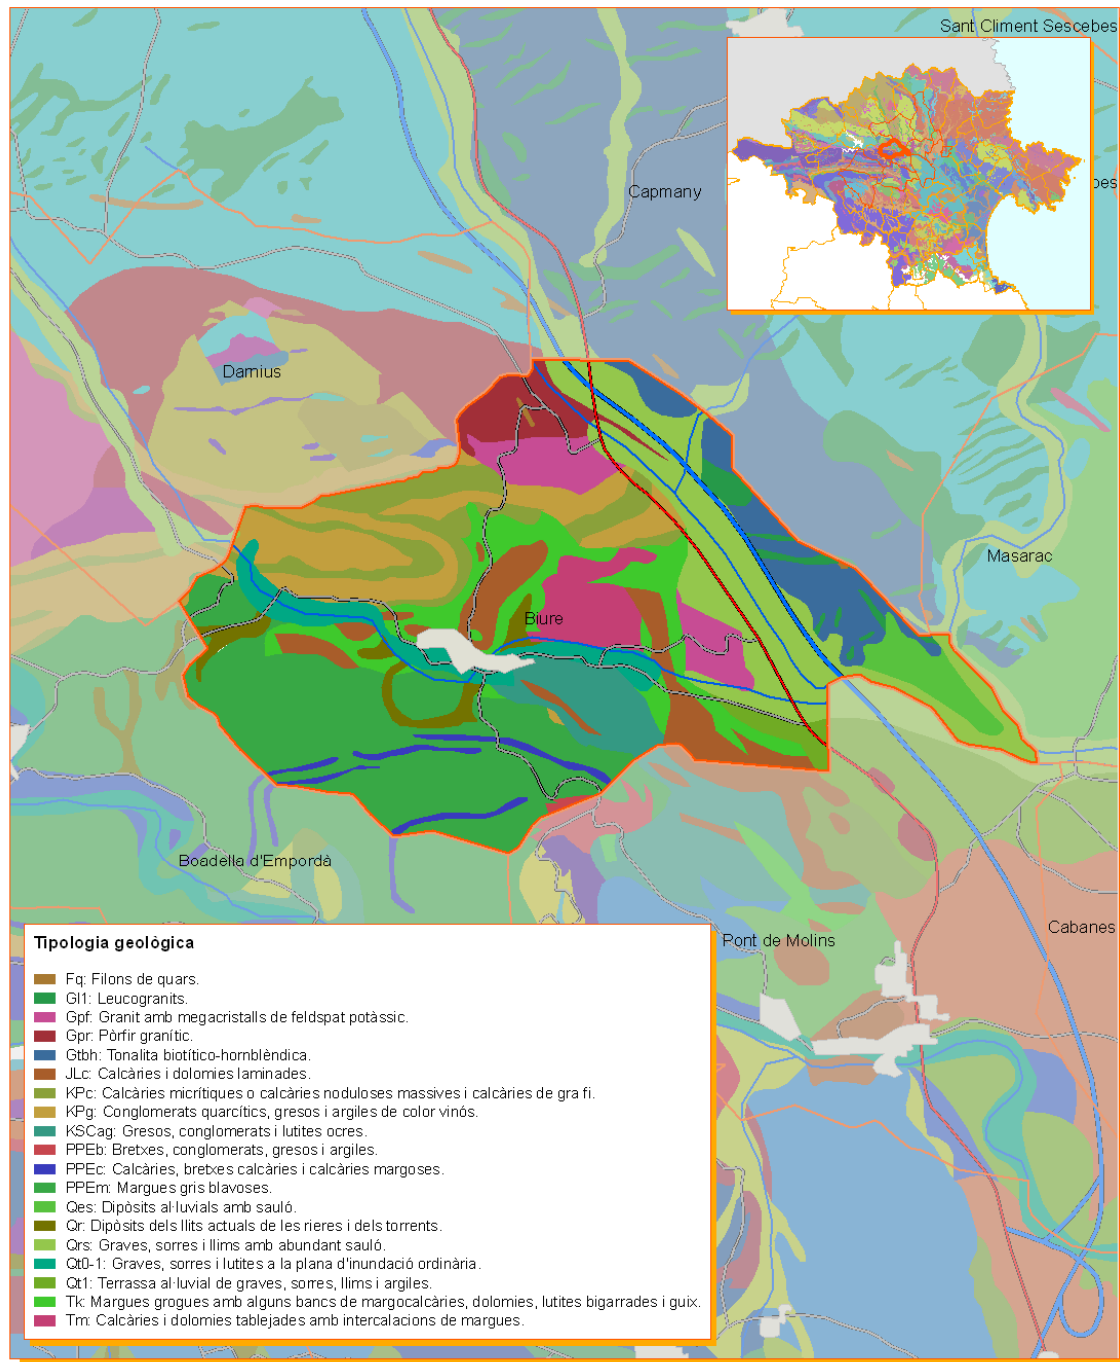 Sant Climent Sescebes
Capmany
bes
Darnius
Masarac
Biure
Boadella d'Empordà
Pont de Molins
Cabanes
Tipologia geològica
Fq: Filons de quars.
Gl1: Leucogranits.
Gpf: Granit amb megacristalls de feldspat potàssic.
Gpr: Pòrfir granític.
Gtbh: Tonalita biotítico-hornblèndica.
JLc: Calcàries i dolomies laminades.
KPc: Calcàries micrítiques o calcàries noduloses massives i calcàries de gra fi.
KPg: Conglomerats quarcítics, gresos i argiles de color vinós.
KSCag: Gresos, conglomerats i lutites ocres.
PPEb: Bretxes, conglomerats, gresos i argiles.
PPEc: Calcàries, bretxes calcàries i calcàries margoses.
PPEm: Margues gris blavoses.
Qes: Dipòsits al·luvials amb sauló.
Qr: Dipòsits dels llits actuals de les rieres i dels torrents.
Qrs: Graves, sorres i llims amb abundant sauló.
Qt0-1: Graves, sorres i lutites a la plana d'inundació ordinària.
Qt1: Terrassa al·luvial de graves, sorres, llims i argiles.
Tk: Margues grogues amb alguns bancs de margocalcàries, dolomies, lutites bigarrades i guix.
Tm: Calcàries i dolomies tablejades amb intercalacions de margues.